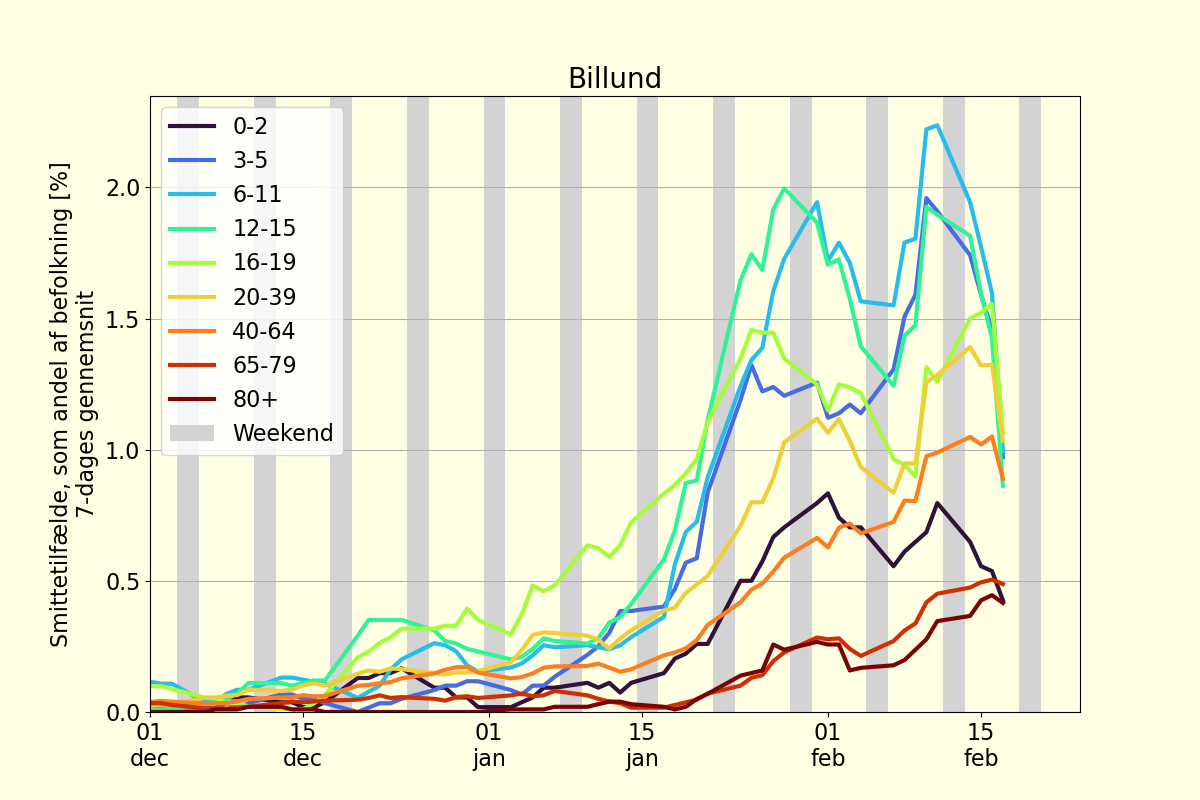 Billund
Smittetilfælde, som andel af befolkning [%]
7-dages gennemsnit
2.0
1.5
1.0
0.5
0.0
0-2
3-5
6-11
12-15
16-19
20-39
40-64
65-79
80+
Weekend
01 15 01 15 01 15
dec dec jan jan feb feb